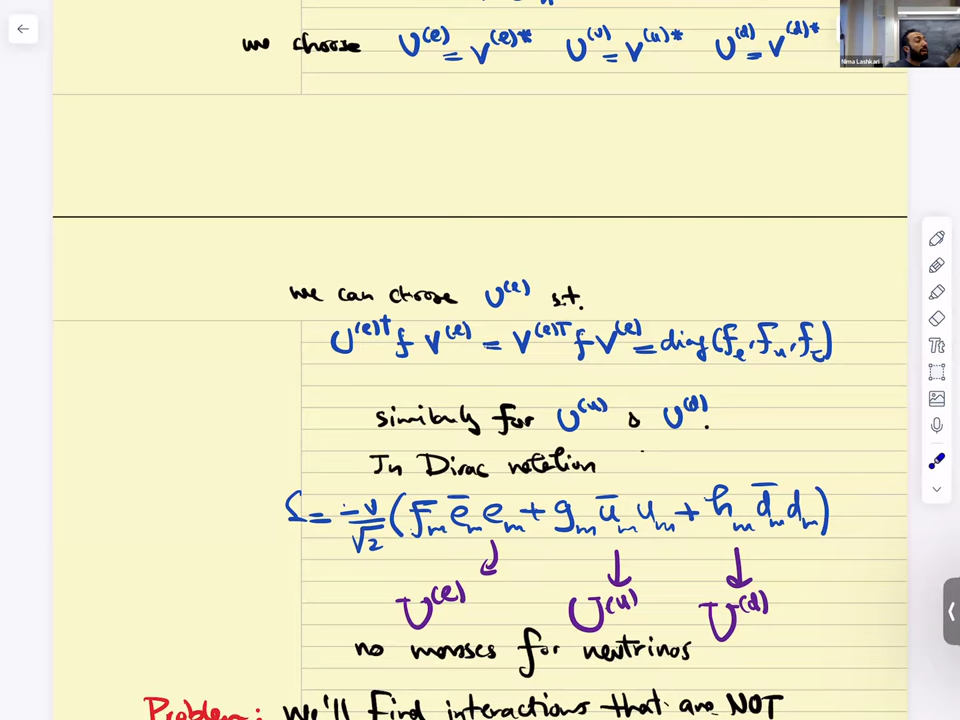 we choose U^(e) = V^(e)* U^(u) = V^(u)* U^(d) = V^(d)*
Nima Lashkari
we can choose U^(e) s.t.
U^(e)† f V^(e) = V^(e)T f V^(e) = diag(f_e, f_μ, f_τ)
similarly for U^(u) & U^(d).
In Dirac notation
L = -v/√2 (f_m ē_m e_m + g_m ū_m u_m + h_m d̄_m d_m)
U^(e) U^(u) U^(d)
no masses for neutrinos
Problem: We'll find interactions that are NOT
Tt